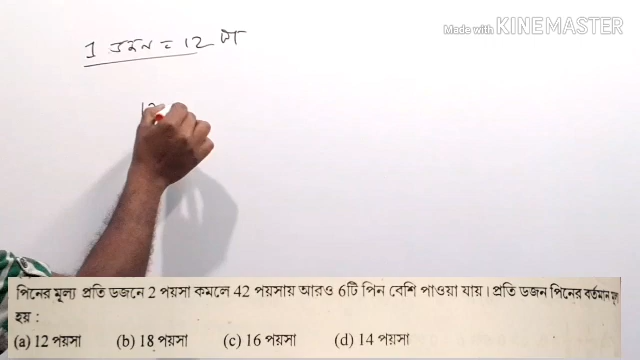 Made with KINEMASTER
1 ডজন = 12 টা
পিনের মূল্য প্রতি ডজনে 2 পয়সা কমলে 42 পয়সায় আরও 6টি পিন বেশি পাওয়া যায়। প্রতি ডজন পিনের বর্তমান মূল্য
হয় :
(a) 12 পয়সা (b) 18 পয়সা (c) 16 পয়সা (d) 14 পয়সা